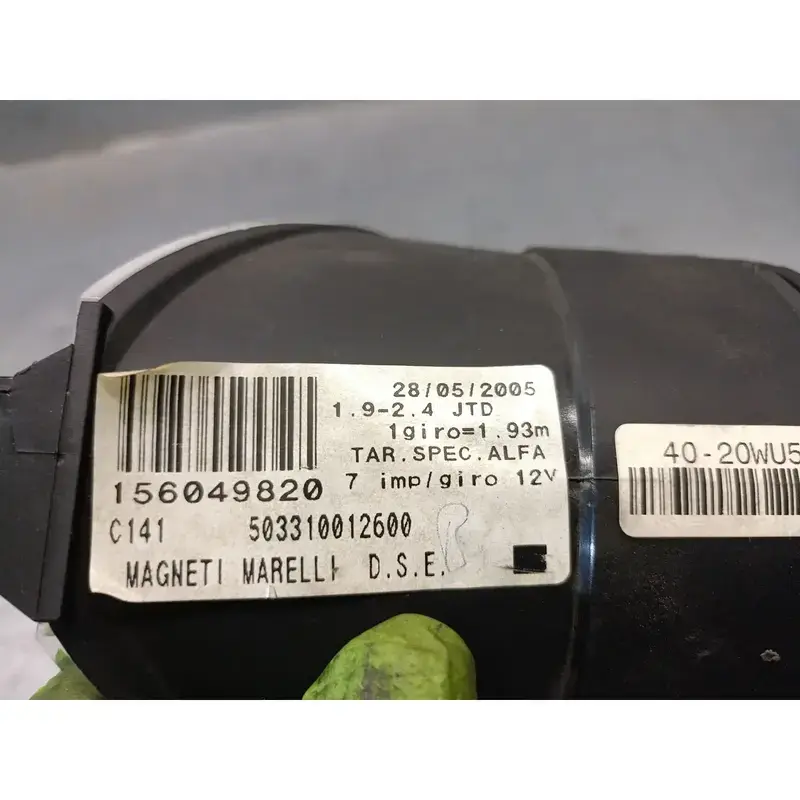 28/05/2005
1.9-2.4 JTD
1giro=1.93m
TAR.SPEC.ALFA
7 imp/giro 12V
156049820
C141 503310012600
MAGNETI MARELLI D.S.E.
40-20WU5